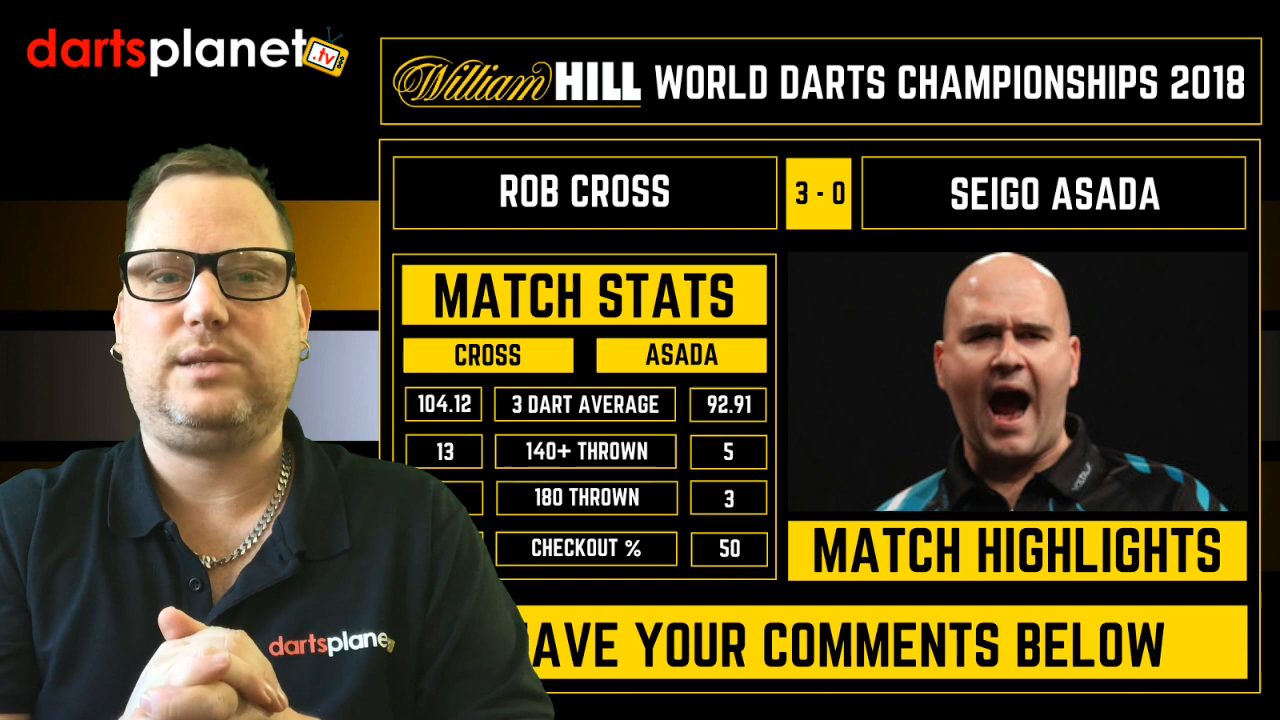 dartsplanet.tv
William HILL WORLD DARTS CHAMPIONSHIPS 2018
ROB CROSS 3 - 0 SEIGO ASADA
MATCH STATS
CROSS ASADA
104.12 3 DART AVERAGE 92.91
13 140+ THROWN 5
180 THROWN 3
CHECKOUT % 50
MATCH HIGHLIGHTS
AVE YOUR COMMENTS BELOW
dartsplane